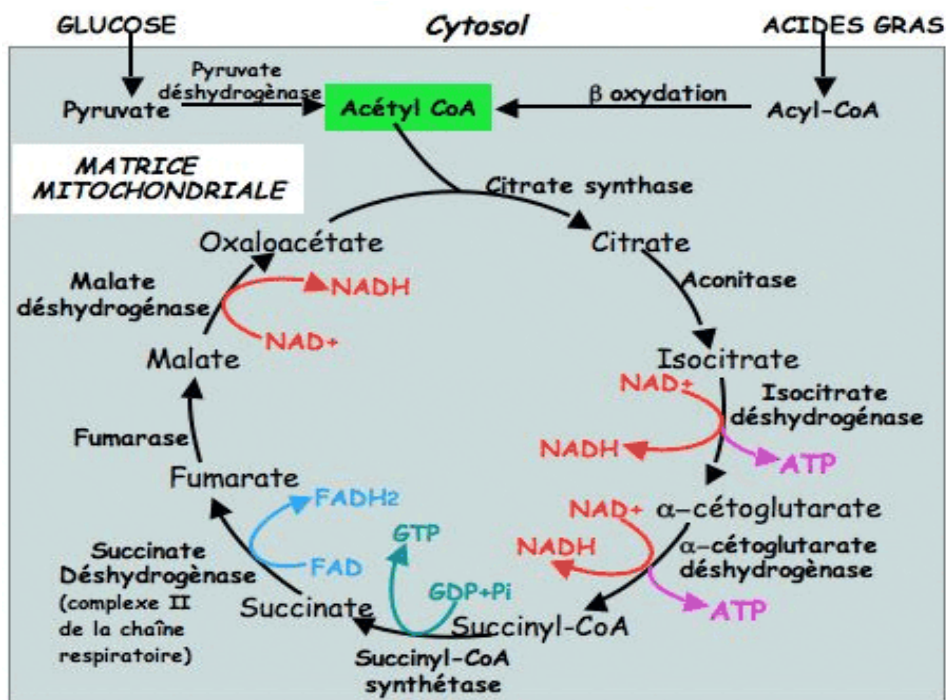 GLUCOSE
Cytosol
ACIDES GRAS
Pyruvate
déshydrogènase
Pyruvate
Acétyl CoA
β oxydation
Acyl-CoA
MATRICE
MITOCHONDRIALE
Citrate synthase
Oxaloacétate
Citrate
Malate
déshydrogénase
NADH
NAD+
Aconitase
Malate
Isocitrate
NAD+
Isocitrate
déshydrogénase
NADH
ATP
Fumarase
Fumarate
FADH2
FAD
NAD+
α-cétoglutarate
NADH
α-cétoglutarate
déshydrogènase
ATP
GTP
GDP+Pi
Succinate
Déshydrogènase
(complexe II
de la chaîne
respiratoire)
Succinate
Succinyl-CoA
Succinyl-CoA
synthétase